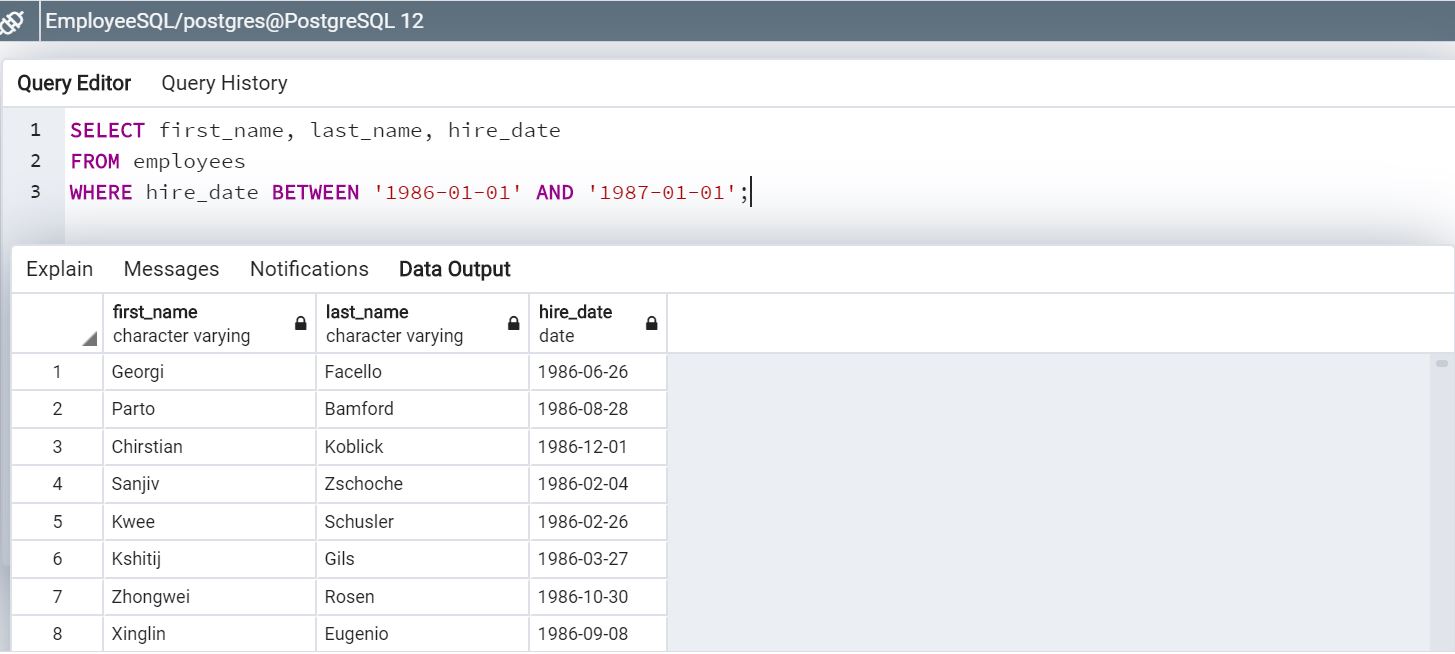 EmployeeSQL/postgres@PostgreSQL 12
Query Editor Query History
1 SELECT first_name, last_name, hire_date
2 FROM employees
3 WHERE hire_date BETWEEN '1986-01-01' AND '1987-01-01';
Explain Messages Notifications Data Output
first_name last_name hire_date
character varying character varying date
1 Georgi Facello 1986-06-26
2 Parto Bamford 1986-08-28
3 Chirstian Koblick 1986-12-01
4 Sanjiv Zschoche 1986-02-04
5 Kwee Schusler 1986-02-26
6 Kshitij Gils 1986-03-27
7 Zhongwei Rosen 1986-10-30
8 Xinglin Eugenio 1986-09-08